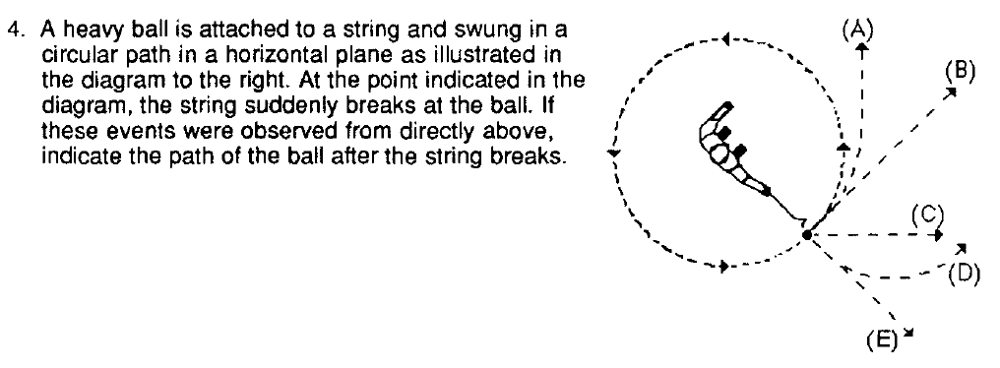 4. A heavy ball is attached to a string and swung in a
circular path in a horizontal plane as illustrated in
the diagram to the right. At the point indicated in the
diagram, the string suddenly breaks at the ball. If
these events were observed from directly above,
indicate the path of the ball after the string breaks.
(A)
(B)
(C)
(D)
(E)